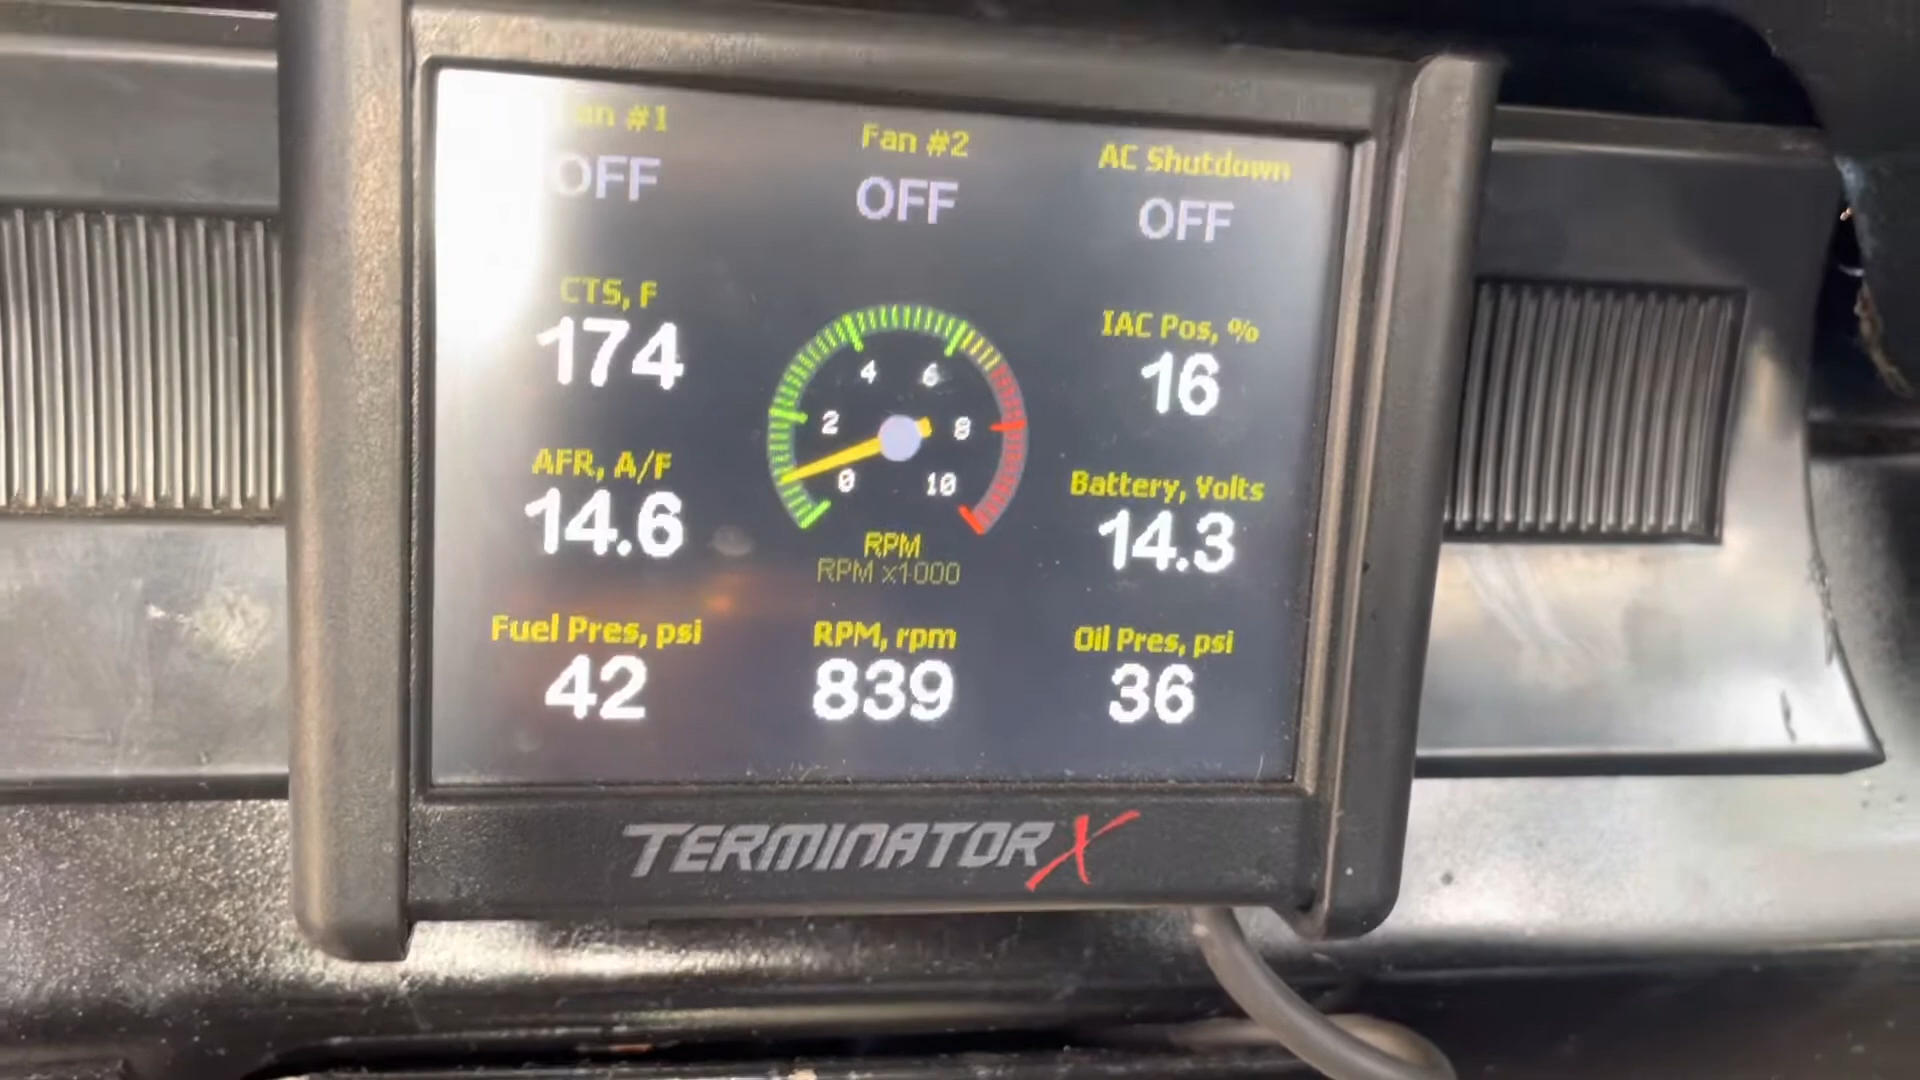 an #1
OFF
Fan #2
OFF
AC Shutdown
OFF
CTS, F
174
AFR, A/F
14.6
Fuel Pres, psi
42
0
2
4
6
8
10
RPM
RPM x1000
RPM, rpm
839
IAC Pos, %
16
Battery, Volts
14.3
Oil Pres, psi
36
TERMINATOR X